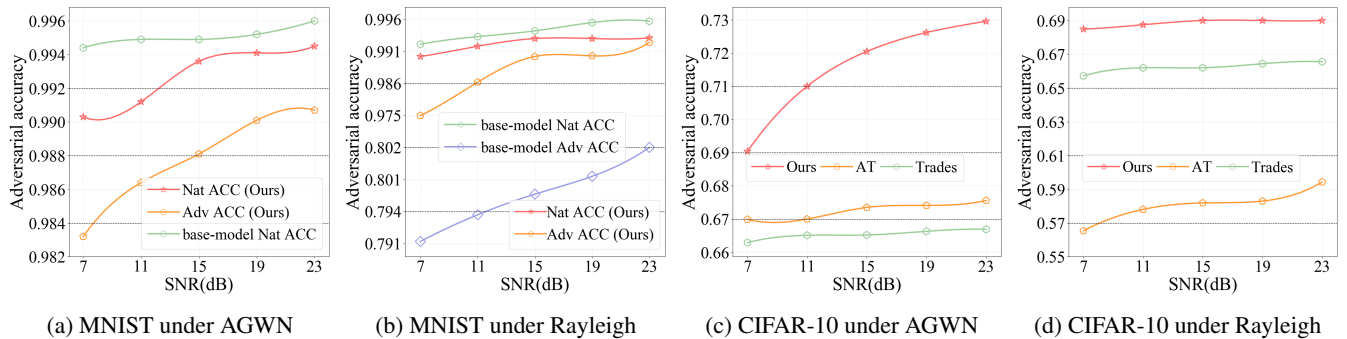 Adversarial accuracy
0.996
0.994
0.992
0.990
0.988
0.986
0.984
0.982
Nat ACC (Ours)
Adv ACC (Ours)
base-model Nat ACC
7 11 15 19 23
SNR(dB)
(a) MNIST under AGWN
Adversarial accuracy
0.996
0.991
0.986
0.975
0.802
0.801
0.794
0.791
base-model Nat ACC
base-model Adv ACC
Nat ACC (Ours)
Adv ACC (Ours)
7 11 15 19 23
SNR(dB)
(b) MNIST under Rayleigh
Adversarial accuracy
0.73
0.72
0.71
0.70
0.69
0.68
0.67
0.66
Ours AT Trades
7 11 15 19 23
SNR(dB)
(c) CIFAR-10 under AGWN
Adversarial accuracy
0.69
0.67
0.65
0.61
0.59
0.57
0.55
Ours AT Trades
7 11 15 19 23
SNR(dB)
(d) CIFAR-10 under Rayleigh